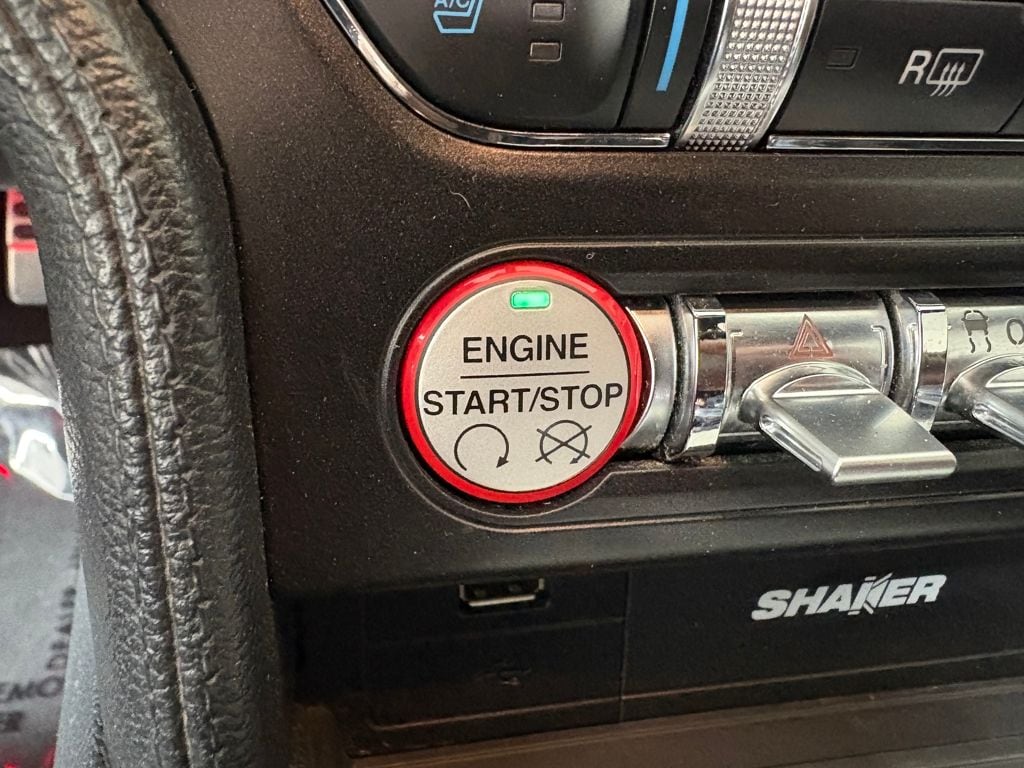 A/C
R
ENGINE
START/STOP
O
SHAKER